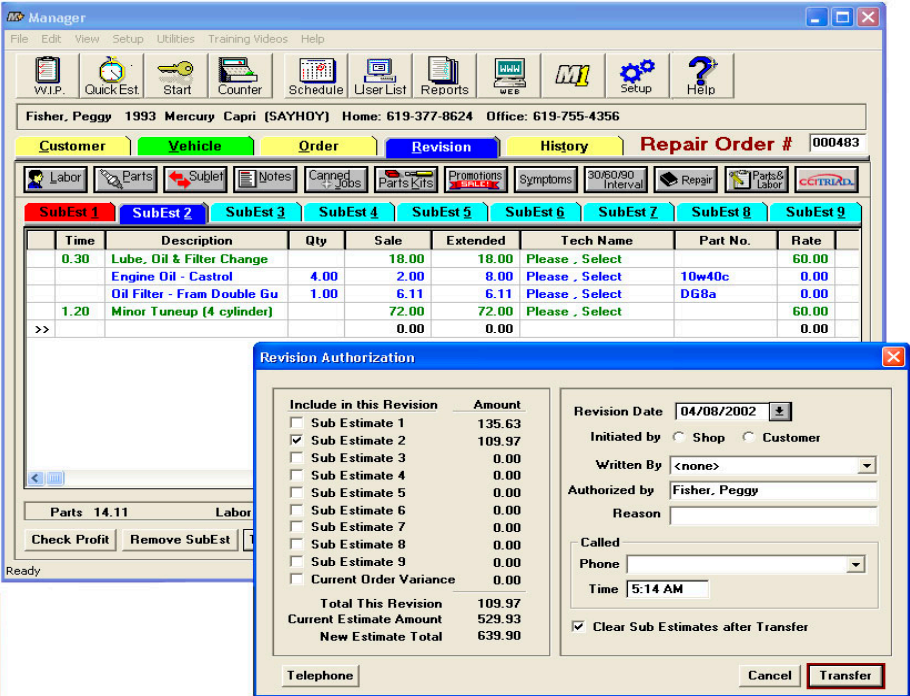 Manager
File Edit View Setup Utilities Training Videos Help
W.I.P. Quick Est. Start Counter Schedule User List Reports WEB M1 Setup Help
Fisher, Peggy 1993 Mercury Capri (SAYHOY) Home: 619-377-8624 Office: 619-755-4356
Customer Vehicle Order Revision History Repair Order # 000483
Labor Parts Sublet Notes Canned Jobs Parts Kits Promotions SALE! Symptoms 30/60/90 Interval Repair Parts& Labor CCITRIAD.
SubEst 1 SubEst 2 SubEst 3 SubEst 4 SubEst 5 SubEst 6 SubEst 7 SubEst 8 SubEst 9
Time Description Qty Sale Extended Tech Name Part No. Rate
0.30 Lube, Oil & Filter Change 18.00 18.00 Please , Select 60.00
Engine Oil - Castrol 4.00 2.00 8.00 Please , Select 10w40c 0.00
Oil Filter - Fram Double Gu 1.00 6.11 6.11 Please , Select DG8a 0.00
1.20 Minor Tuneup (4 cylinder) 72.00 72.00 Please , Select 60.00
>> 0.00 0.00 0.00
Parts 14.11 Labor
Check Profit Remove SubEst
Ready
Revision Authorization
Include in this Revision Amount
Sub Estimate 1 135.63
Sub Estimate 2 109.97
Sub Estimate 3 0.00
Sub Estimate 4 0.00
Sub Estimate 5 0.00
Sub Estimate 6 0.00
Sub Estimate 7 0.00
Sub Estimate 8 0.00
Sub Estimate 9 0.00
Current Order Variance 0.00
Total This Revision 109.97
Current Estimate Amount 529.93
New Estimate Total 639.90
Revision Date 04/08/2002
Initiated by Shop Customer
Written By <none>
Authorized by Fisher, Peggy
Reason
Called
Phone
Time 5:14 AM
Clear Sub Estimates after Transfer
Telephone Cancel Transfer